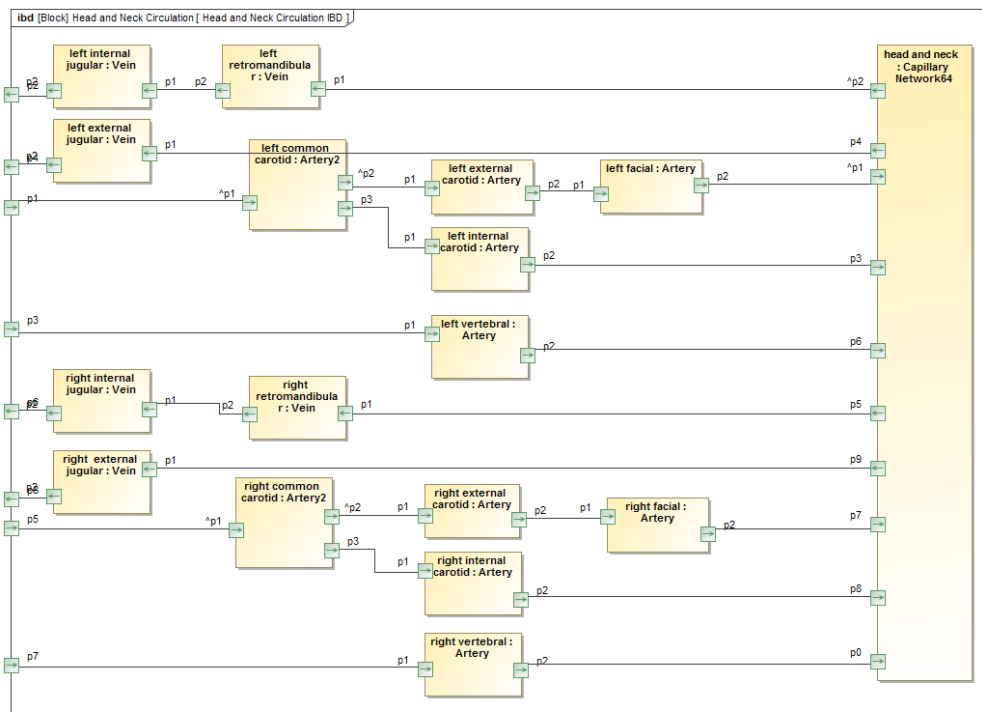 ibd [Block] Head and Neck Circulation [ Head and Neck Circulation IBD ]
left internal
jugular : Vein
left
retromandibula
r : Vein
head and neck
: Capillary
Network64
p2
p2
p1
p2
p1
^p2
left external
jugular : Vein
p2
p4
p1
p4
left common
carotid : Artery2
^p1
p1
^p1
^p2
p3
p1
left external
carotid : Artery
p2
p1
left facial : Artery
p2
p1
left internal
carotid : Artery
p2
p3
p3
p1
left vertebral :
Artery
p2
p6
right internal
jugular : Vein
p2
p1
p2
right
retromandibula
r : Vein
p1
p5
right external
jugular : Vein
p2
p1
p9
right common
carotid : Artery2
p5
^p1
^p2
p3
p1
right external
carotid : Artery
p2
p1
right facial :
Artery
p2
p7
p1
right internal
carotid : Artery
p2
p8
p7
p1
right vertebral :
Artery
p2
p0